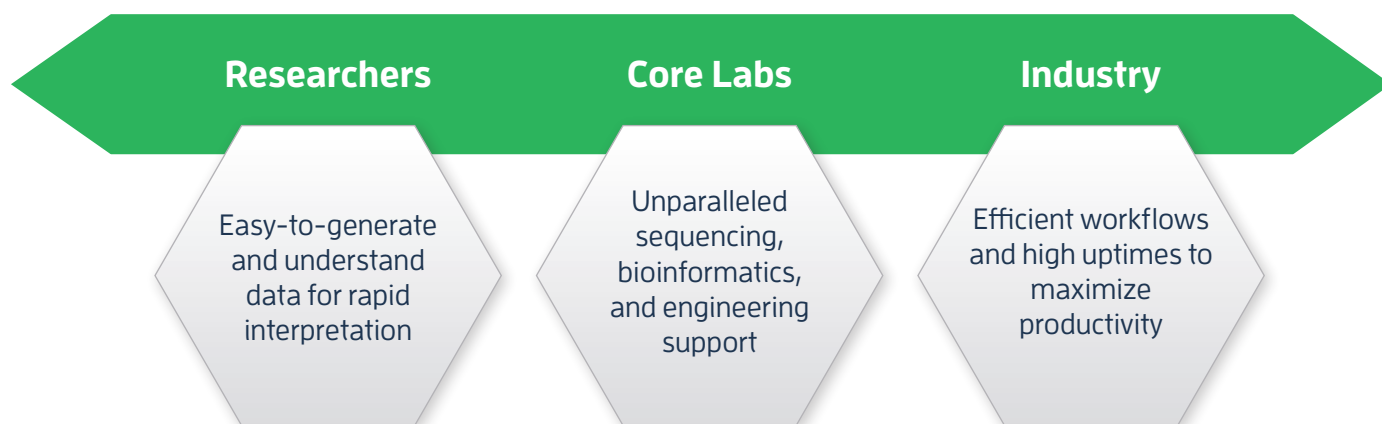 Researchers
Core Labs
Industry
Easy-to-generate
and understand
data for rapid
interpretation
Unparalleled
sequencing,
bioinformatics,
and engineering
support
Efficient workflows
and high uptimes to
maximize
productivity